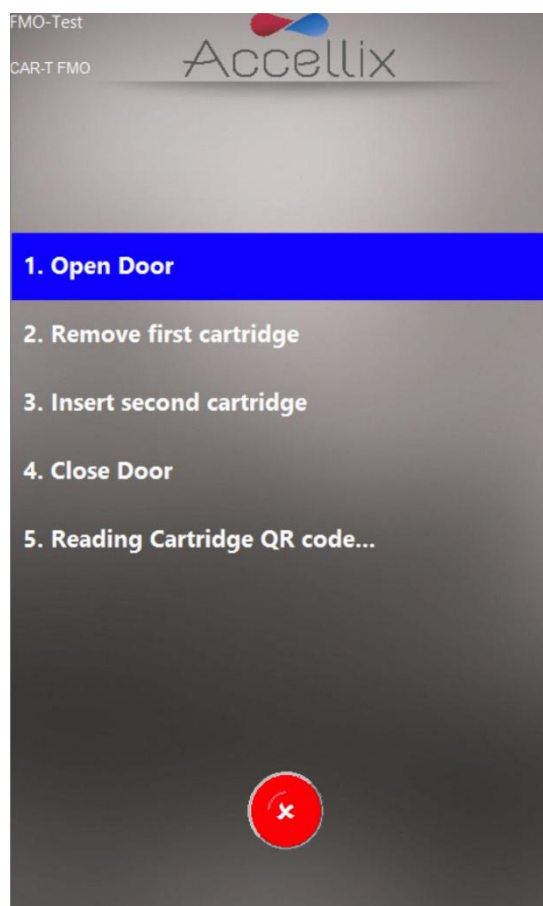 FMO-Test
Accellix
CAR-T FMO
1. Open Door
2. Remove first cartridge
3. Insert second cartridge
4. Close Door
5. Reading Cartridge QR code...